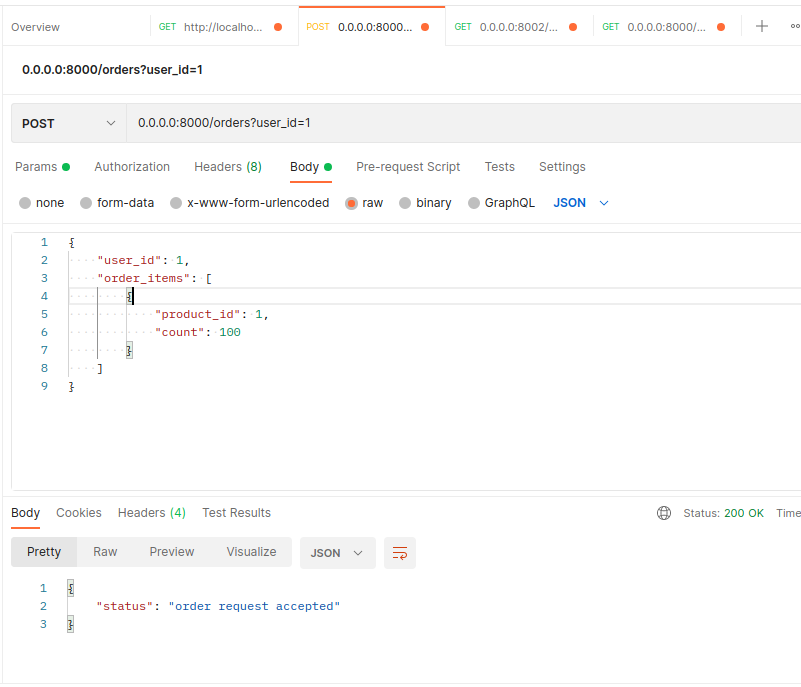 Overview GET http://localho... POST 0.0.0.0:8000... GET 0.0.0.0:8002/... GET 0.0.0.0:8000/...
0.0.0.0:8000/orders?user_id=1
POST 0.0.0.0:8000/orders?user_id=1
Params Authorization Headers (8) Body Pre-request Script Tests Settings
none form-data x-www-form-urlencoded raw binary GraphQL JSON
1 {
2 "user_id": 1,
3 "order_items": [
4 {
5 "product_id": 1,
6 "count": 100
7 }
8 ]
9 }
Body Cookies Headers (4) Test Results Status: 200 OK Time
Pretty Raw Preview Visualize JSON
1 {
2 "status": "order request accepted"
3 }